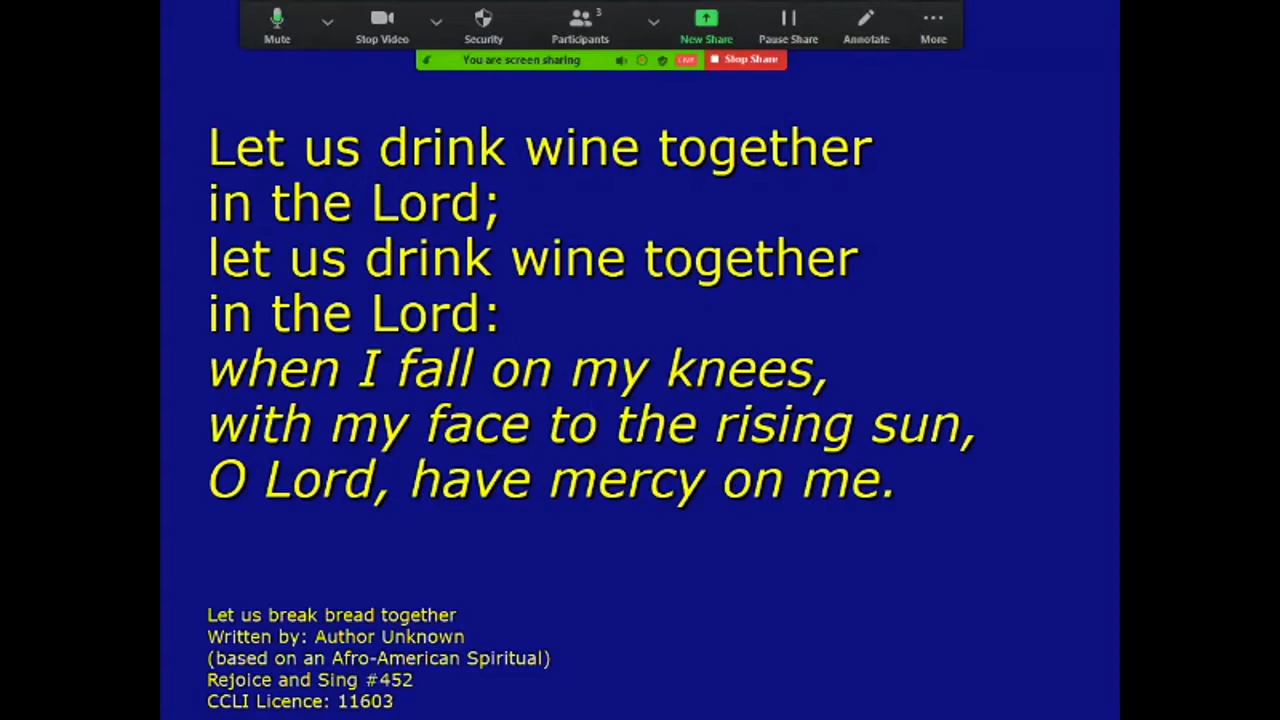 3
Mute
Stop Video
Security
Participants
New Share
Pause Share
Annotate
More
You are screen sharing
LIVE
Stop Share
Let us drink wine together
in the Lord;
let us drink wine together
in the Lord:
when I fall on my knees,
with my face to the rising sun,
O Lord, have mercy on me.
Let us break bread together
Written by: Author Unknown
(based on an Afro-American Spiritual)
Rejoice and Sing #452
CCLI Licence: 11603